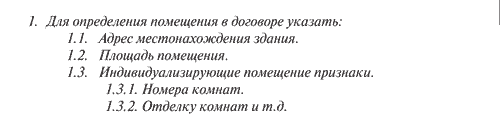 1. Для определения помещения в договоре указать:
1.1. Адрес местонахождения здания.
1.2. Площадь помещения.
1.3. Индивидуализирующие помещение признаки.
1.3.1. Номера комнат.
1.3.2. Отделку комнат и т.д.